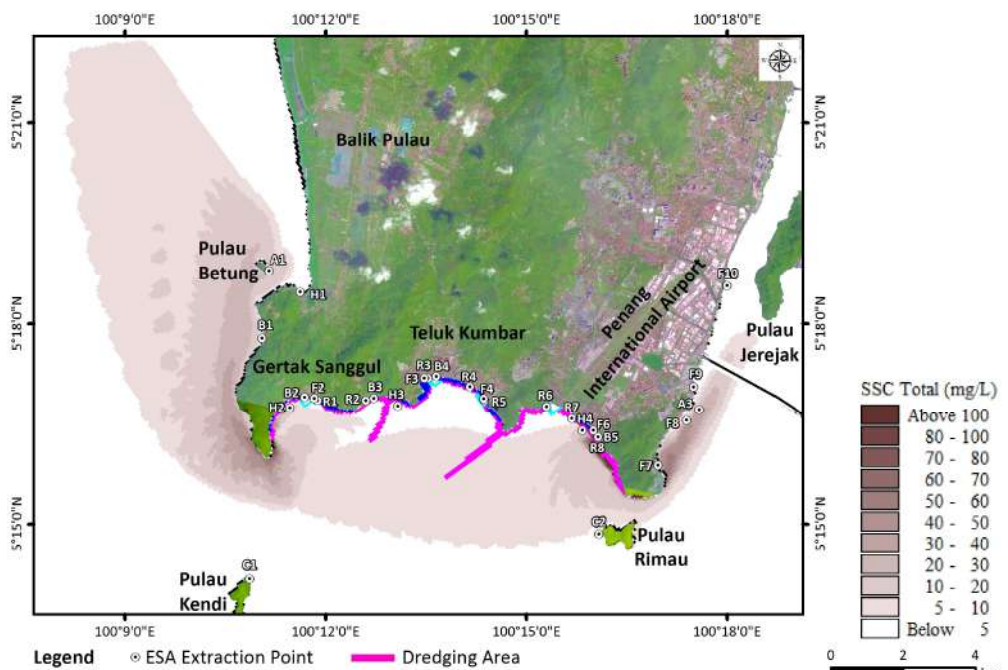 100°9'0"E 100°12'0"E 100°15'0"E 100°18'0"E
5°21'0"N 5°21'0"N
Balik Pulau
Pulau
Betung
A1
H1
F10
Penang
International Airport
5°18'0"N 5°18'0"N
B1
Teluk Kumbar
Pulau
Jerejak
Gertak Sanggul
R3 B4
F3
R4
F9
B2 F2
B3
F4
H2 R1 R2 H3 R5
R6
R7
A3
H4 F6
F8
B5
R8
F7
5°15'0"N 5°15'0"N
C2
Pulau
Rimau
C1
Pulau
Kendi
100°9'0"E 100°12'0"E 100°15'0"E 100°18'0"E
Legend ESA Extraction Point Dredging Area
SSC Total (mg/L)
Above 100
80 - 100
70 - 80
60 - 70
50 - 60
40 - 50
30 - 40
20 - 30
10 - 20
5 - 10
Below 5
0 2 4